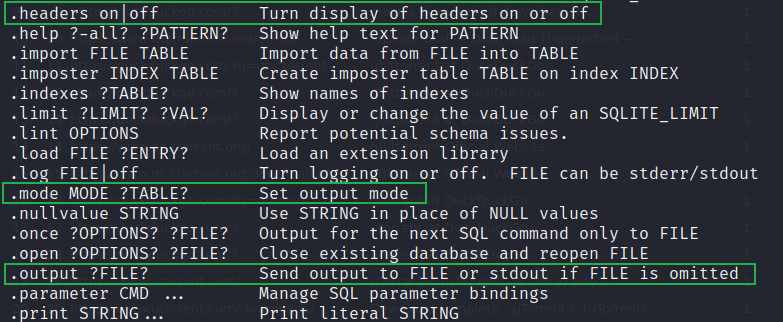 .headers on|off Turn display of headers on or off
.help ?-all? ?PATTERN? Show help text for PATTERN
.import FILE TABLE Import data from FILE into TABLE
.imposter INDEX TABLE Create imposter table TABLE on index INDEX
.indexes ?TABLE? Show names of indexes
.limit ?LIMIT? ?VAL? Display or change the value of an SQLITE_LIMIT
.lint OPTIONS Report potential schema issues.
.load FILE ?ENTRY? Load an extension library
.log FILE|off Turn logging on or off. FILE can be stderr/stdout
.mode MODE ?TABLE? Set output mode
.nullvalue STRING Use STRING in place of NULL values
.once ?OPTIONS? ?FILE? Output for the next SQL command only to FILE
.open ?OPTIONS? ?FILE? Close existing database and reopen FILE
.output ?FILE? Send output to FILE or stdout if FILE is omitted
.parameter CMD ... Manage SQL parameter bindings
.print STRING... Print literal STRING